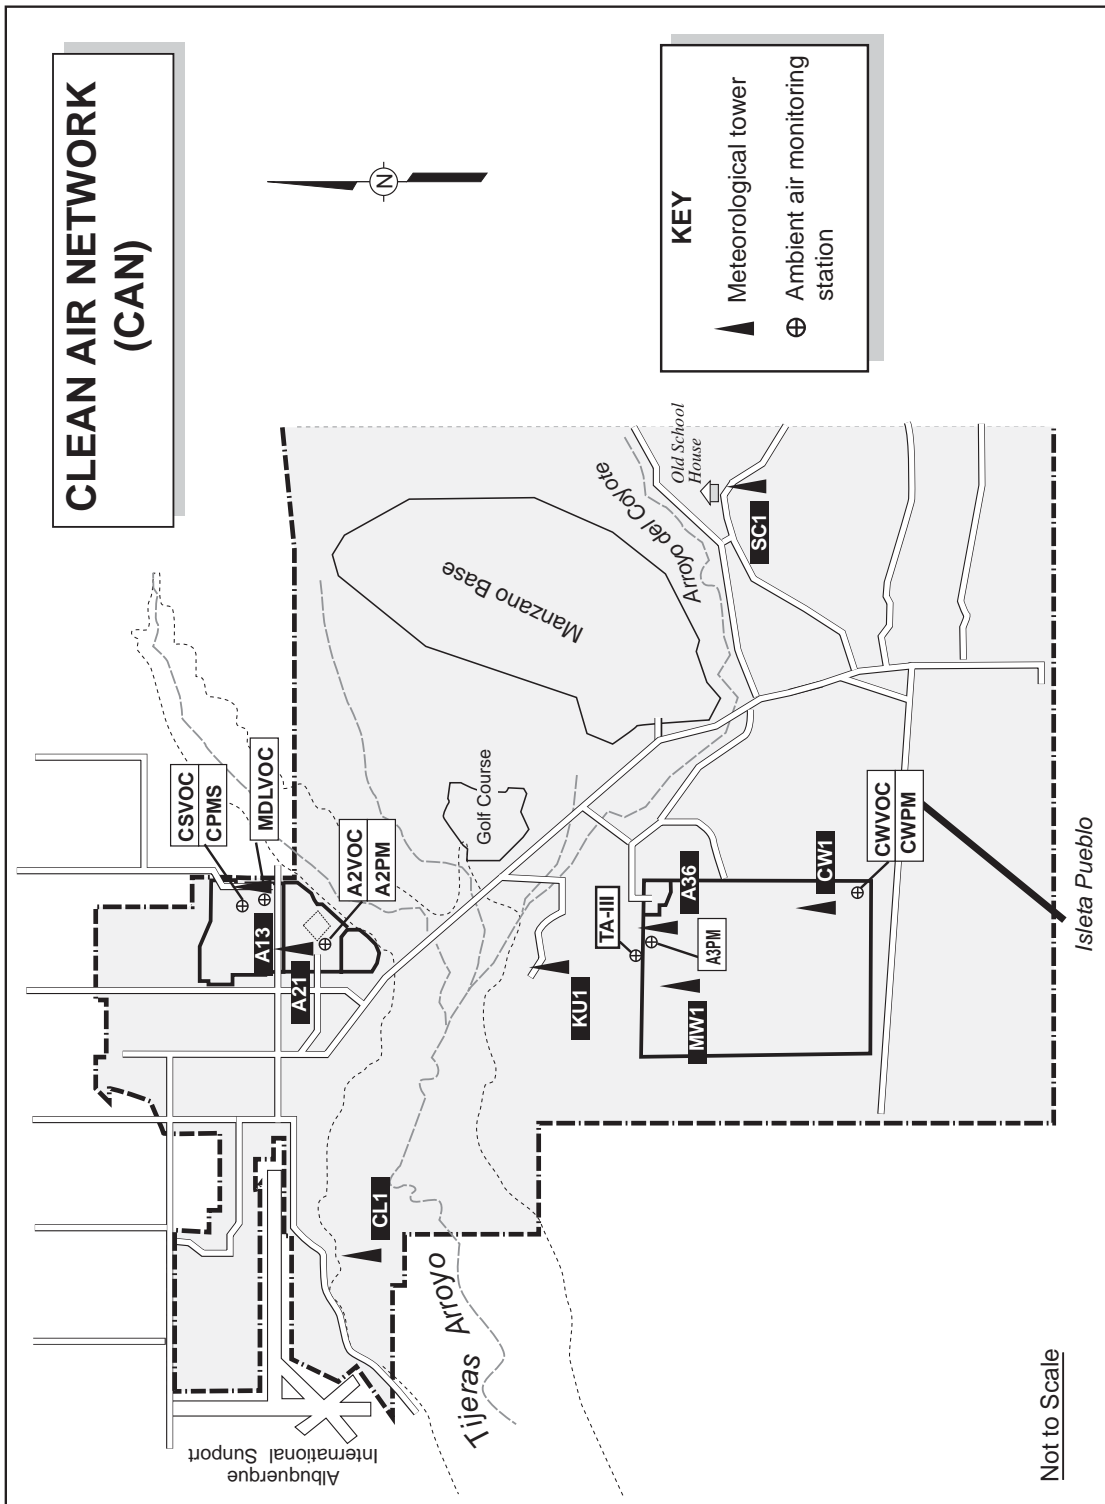 CLEAN AIR NETWORK
(CAN)
N
KEY
Meteorological tower
Ambient air monitoring
station
CSVOC
CPMS
MDLVOC
A13
A21
A2VOC
A2PM
Golf Course
Manzano Base
Arroyo del Coyote
Old School
House
SC1
KU1
TA-III
A36
A3PM
MW1
CW1
CWVOC
CWPM
CL1
Tijeras Arroyo
Albuquerque
International Sunport
Isleta Pueblo
Not to Scale